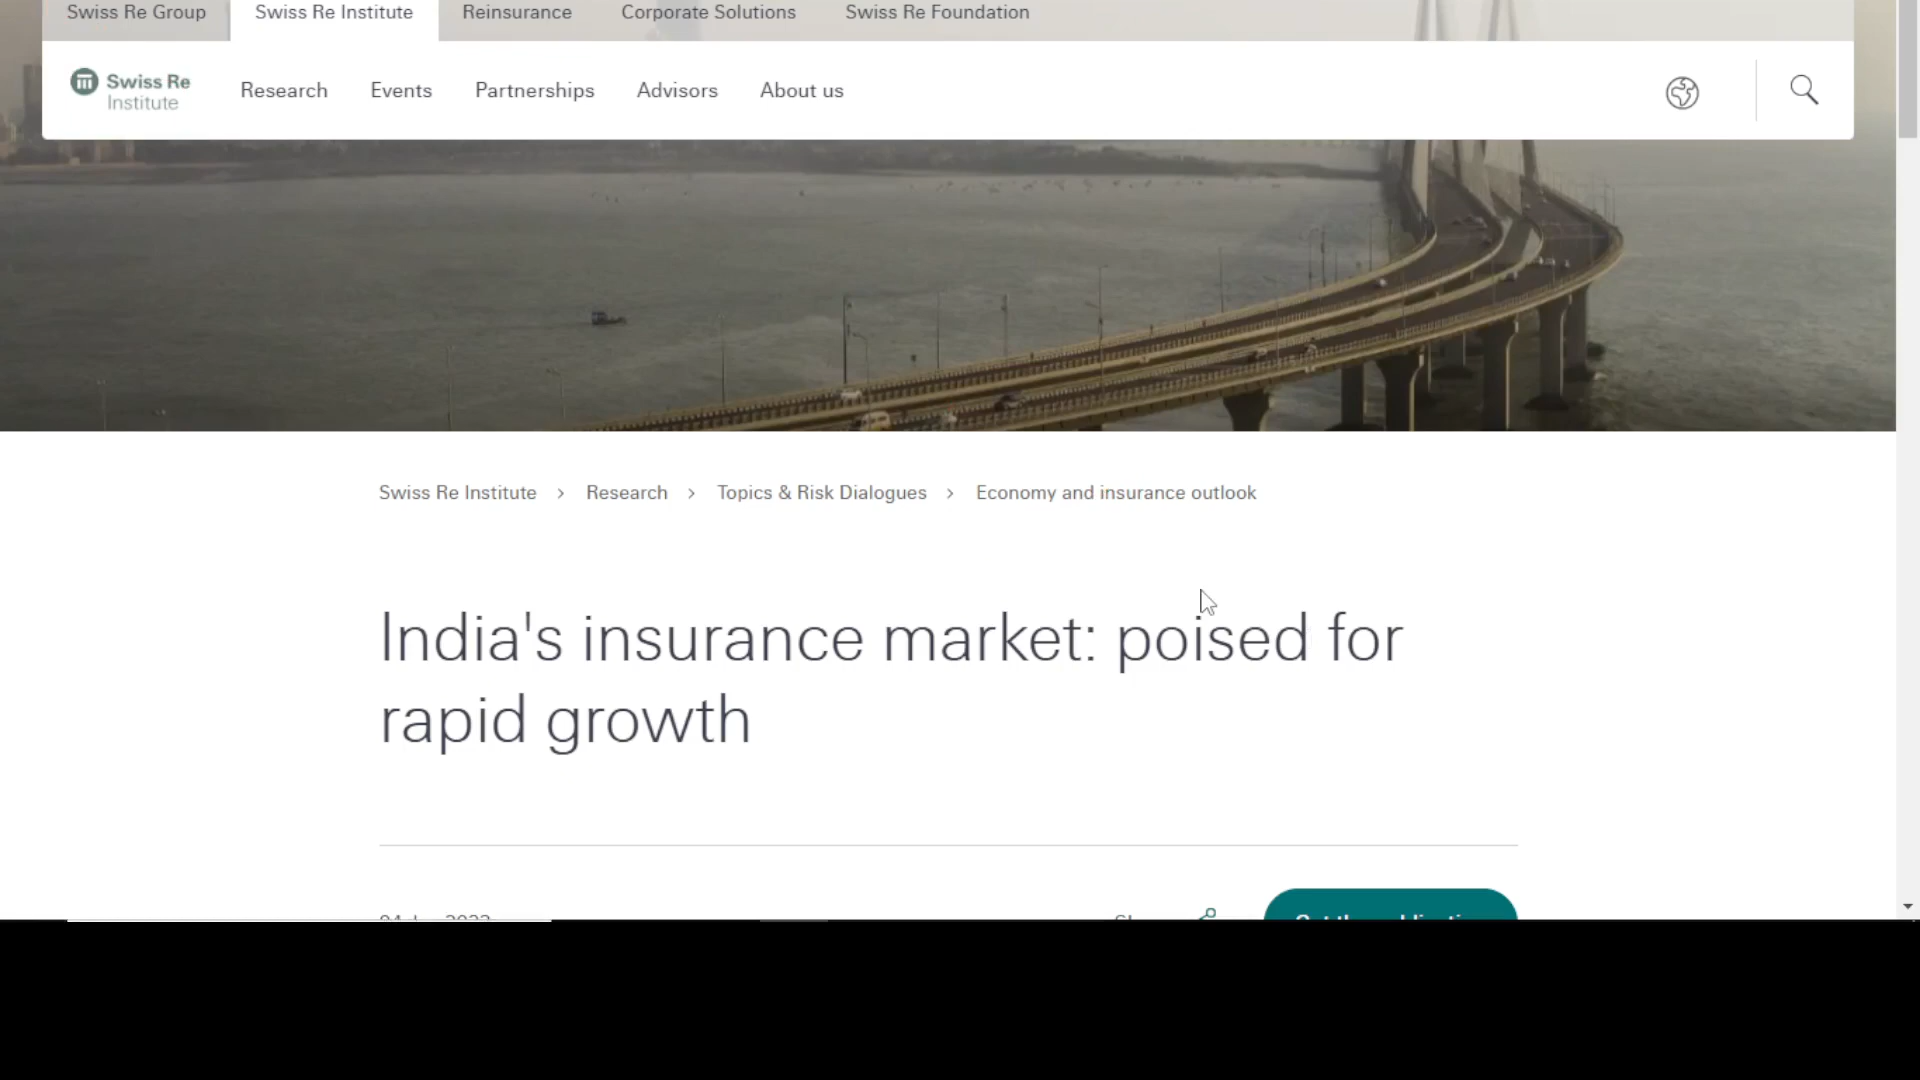 Swiss Re Group
Swiss Re Institute
Reinsurance
Corporate Solutions
Swiss Re Foundation
Swiss Re
Institute
Research
Events
Partnerships
Advisors
About us
Swiss Re Institute > Research > Topics & Risk Dialogues > Economy and insurance outlook
India's insurance market: poised for
rapid growth